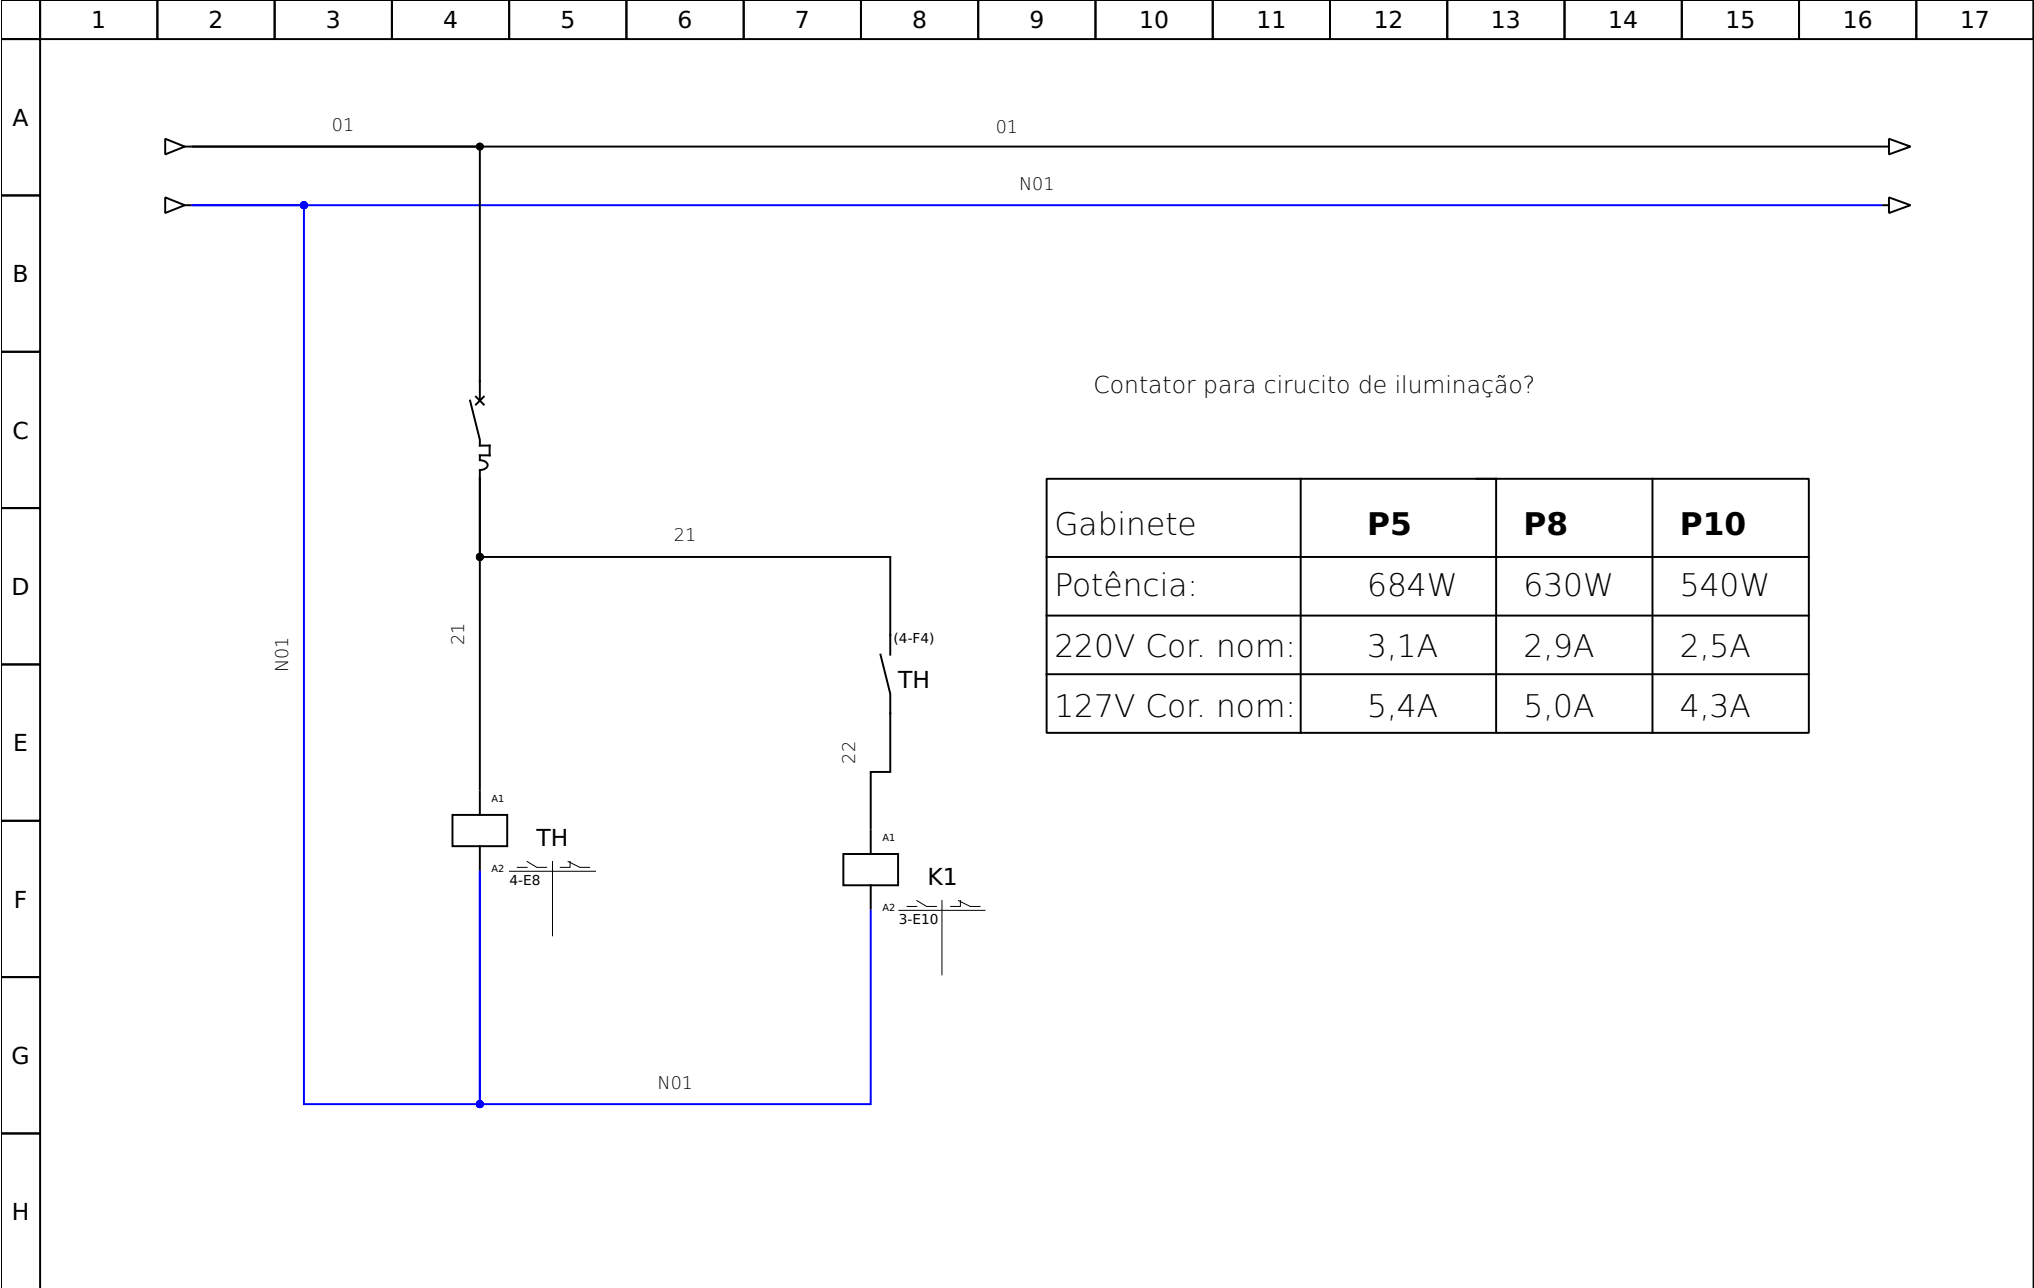 1 2 3 4 5 6 7 8 9 10 11 12 13 14 15 16 17
A
01 01
N01
B
Contator para cirucito de iluminação?
C
Gabinete P5 P8 P10
21
D
Potência: 684W 630W 540W
21
(4-F4)
220V Cor. nom: 3,1A 2,9A 2,5A
N01
TH
127V Cor. nom: 5,4A 5,0A 4,3A
E
22
A1
TH
A1
A2
4-E8
K1
F
A2
3-E10
G
N01
H